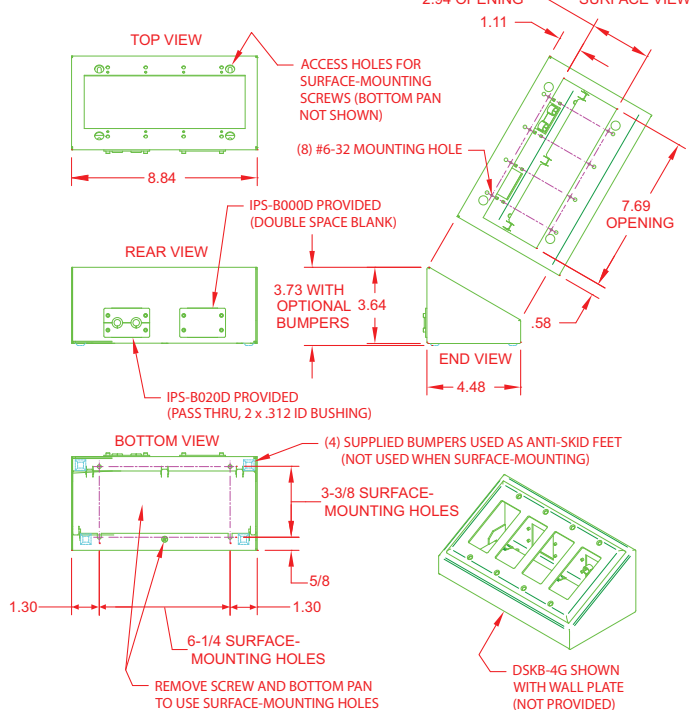 2.94 OPENING
SURFACE VIEW
1.11
TOP VIEW
ACCESS HOLES FOR
SURFACE-MOUNTING
SCREWS (BOTTOM PAN
NOT SHOWN)
(8) #6-32 MOUNTING HOLE
8.84
7.69
OPENING
IPS-B000D PROVIDED
(DOUBLE SPACE BLANK)
REAR VIEW
3.73 WITH
OPTIONAL
BUMPERS
3.64
.58
END VIEW
4.48
IPS-B020D PROVIDED
(PASS THRU, 2 x .312 ID BUSHING)
BOTTOM VIEW
(4) SUPPLIED BUMPERS USED AS ANTI-SKID FEET
(NOT USED WHEN SURFACE-MOUNTING)
3-3/8 SURFACE-
MOUNTING HOLES
5/8
1.30
1.30
6-1/4 SURFACE-
MOUNTING HOLES
REMOVE SCREW AND BOTTOM PAN
TO USE SURFACE-MOUNTING HOLES
DSKB-4G SHOWN
WITH WALL PLATE
(NOT PROVIDED)